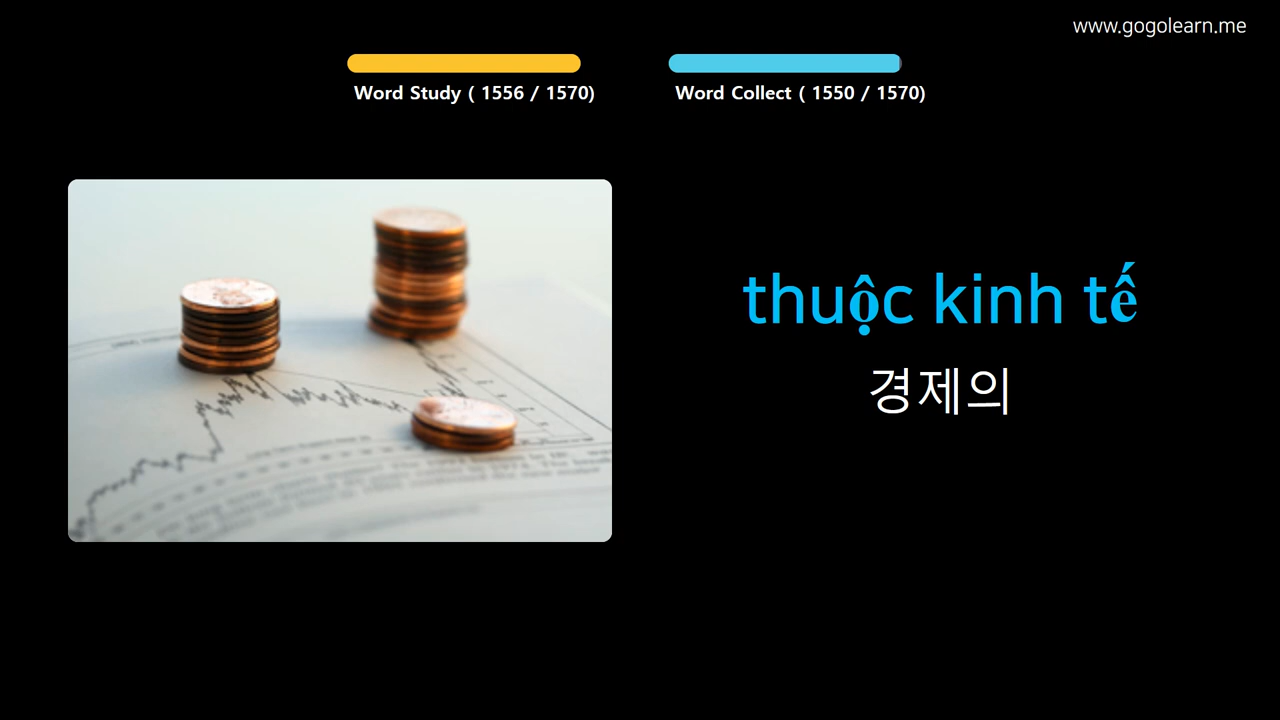 www.gogolearn.me
Word Study ( 1556 / 1570)
Word Collect ( 1550 / 1570)
thuộc kinh tế
경제의